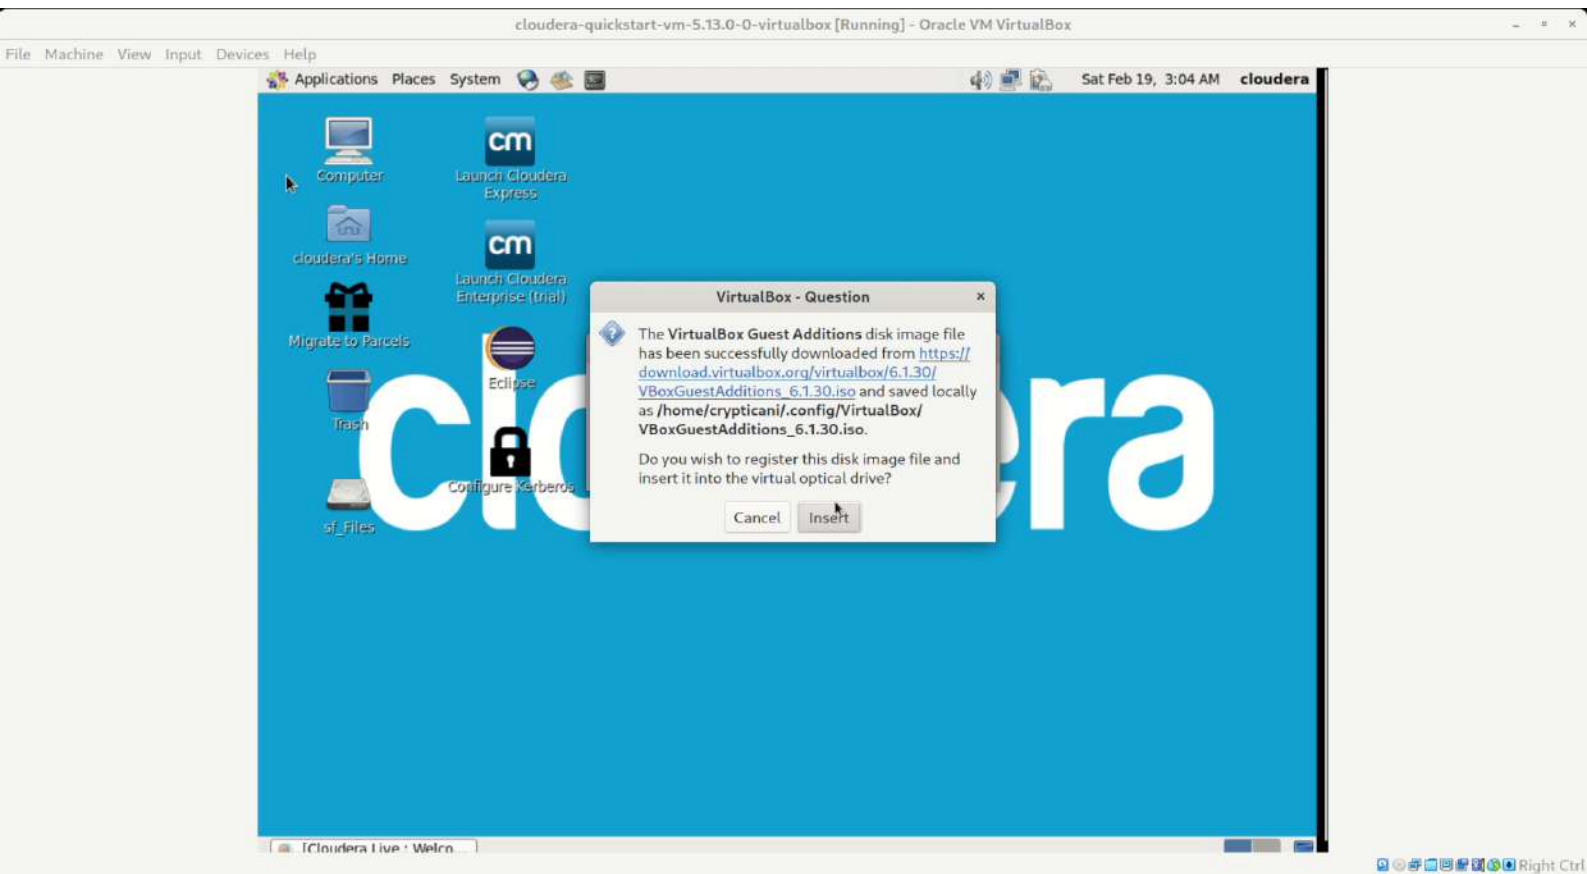 cloudera-quickstart-vm-5.13.0-0-virtualbox [Running] - Oracle VM VirtualBox
File Machine View Input Devices Help
Applications Places System
Sat Feb 19, 3:04 AM cloudera
Computer
cm
Launch Cloudera
Express
cloudera's Home
cm
Launch Cloudera
Enterprise (trial)
Migrate to Parcels
Eclipse
Trash
Configure Kerberos
sf_Files
VirtualBox - Question
The VirtualBox Guest Additions disk image file
has been successfully downloaded from https://
download.virtualbox.org/virtualbox/6.1.30/
VBoxGuestAdditions_6.1.30.iso and saved locally
as /home/crypticani/.config/VirtualBox/
VBoxGuestAdditions_6.1.30.iso.
Do you wish to register this disk image file and
insert it into the virtual optical drive?
Cancel Insert
[Cloudera Live : Welco...
Right Ctrl